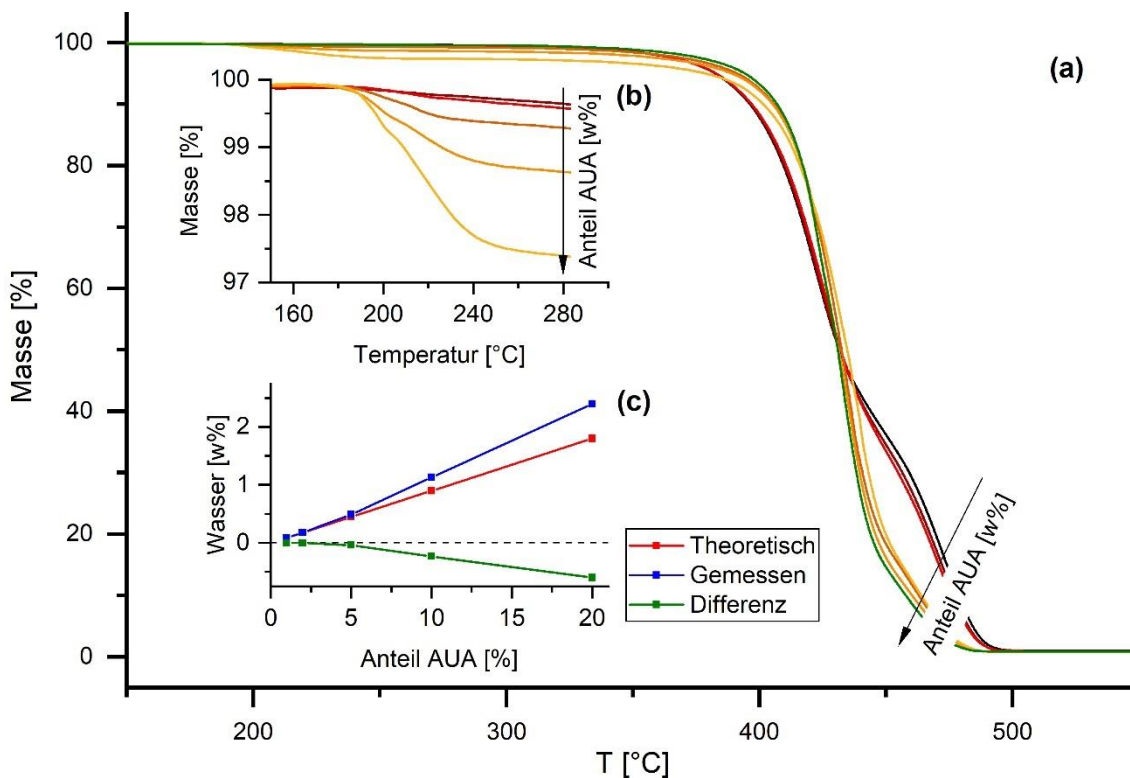 (a)
Masse [%]
100
80
60
40
20
0
200
300
400
500
T [°C]
Anteil AUA [w%]
(b)
Masse [%]
100
99
98
97
160
200
240
280
Temperatur [°C]
Anteil AUA [w%]
(c)
Wasser [w%]
2
1
0
0
5
10
15
20
Anteil AUA [%]
Theoretisch
Gemessen
Differenz